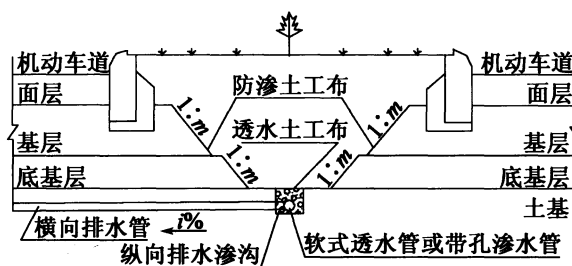 机动车道 机动车道
面层 防渗土工布 面层
1:m 1:m
基层 透水土工布 基层
1:m 1:m
底基层 底基层
土基
横向排水管 i%
纵向排水渗沟 软式透水管或带孔渗水管